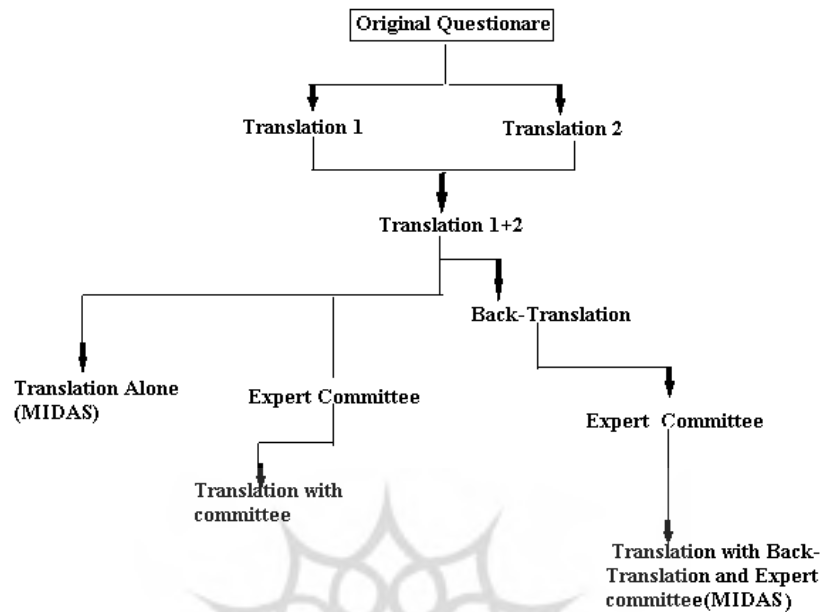 Original Questionare
Translation 1
Translation 2
Translation 1+2
Back-Translation
Translation Alone
(MIDAS)
Expert Committee
Expert Committee
Translation with
committee
Translation with Back-
Translation and Expert
committee(MIDAS)